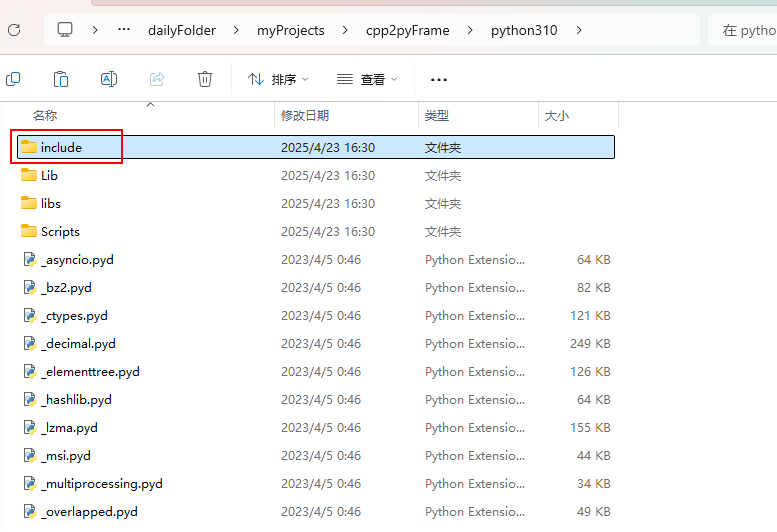 ··· dailyFolder > myProjects > cpp2pyFrame > python310 > 在 pytho
排序 查看 ···
名称 修改日期 类型 大小
include 2025/4/23 16:30 文件夹
Lib 2025/4/23 16:30 文件夹
libs 2025/4/23 16:30 文件夹
Scripts 2025/4/23 16:30 文件夹
_asyncio.pyd 2023/4/5 0:46 Python Extensio... 64 KB
_bz2.pyd 2023/4/5 0:46 Python Extensio... 82 KB
_ctypes.pyd 2023/4/5 0:46 Python Extensio... 121 KB
_decimal.pyd 2023/4/5 0:46 Python Extensio... 249 KB
_elementtree.pyd 2023/4/5 0:46 Python Extensio... 126 KB
_hashlib.pyd 2023/4/5 0:46 Python Extensio... 64 KB
_lzma.pyd 2023/4/5 0:46 Python Extensio... 155 KB
_msi.pyd 2023/4/5 0:46 Python Extensio... 44 KB
_multiprocessing.pyd 2023/4/5 0:46 Python Extensio... 34 KB
_overlapped.pyd 2023/4/5 0:46 Python Extensio... 49 KB